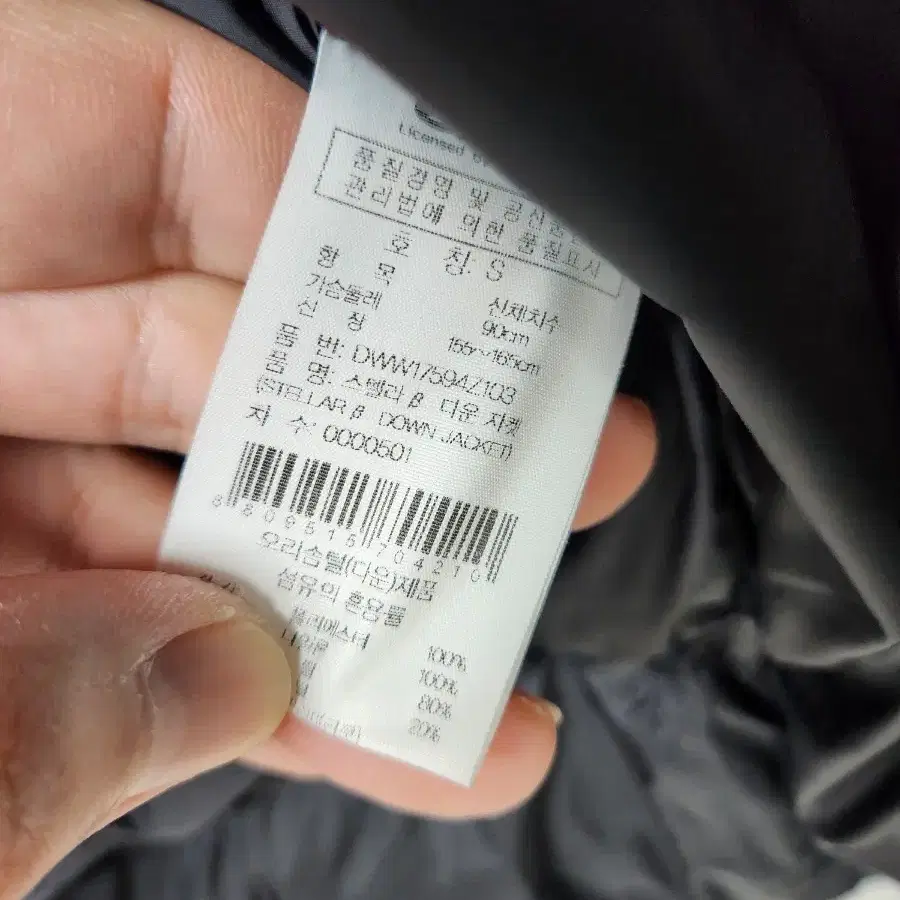 Licensed
품질경영 및 공산품
관리법에 의한 품질표시
호 칭: S
항 목 신체치수
가슴둘레 90cm
신 장 155~165cm
품 번: DWW17594Z103
품 명: 스텔라 β 다운 자켓
(STELLAR β DOWN JACKET)
차 수: 0000501
8809515704210
오리솜털(다운)제품
섬유의 혼용률
폴리에스터 100%
나일론 100%
80%
20%